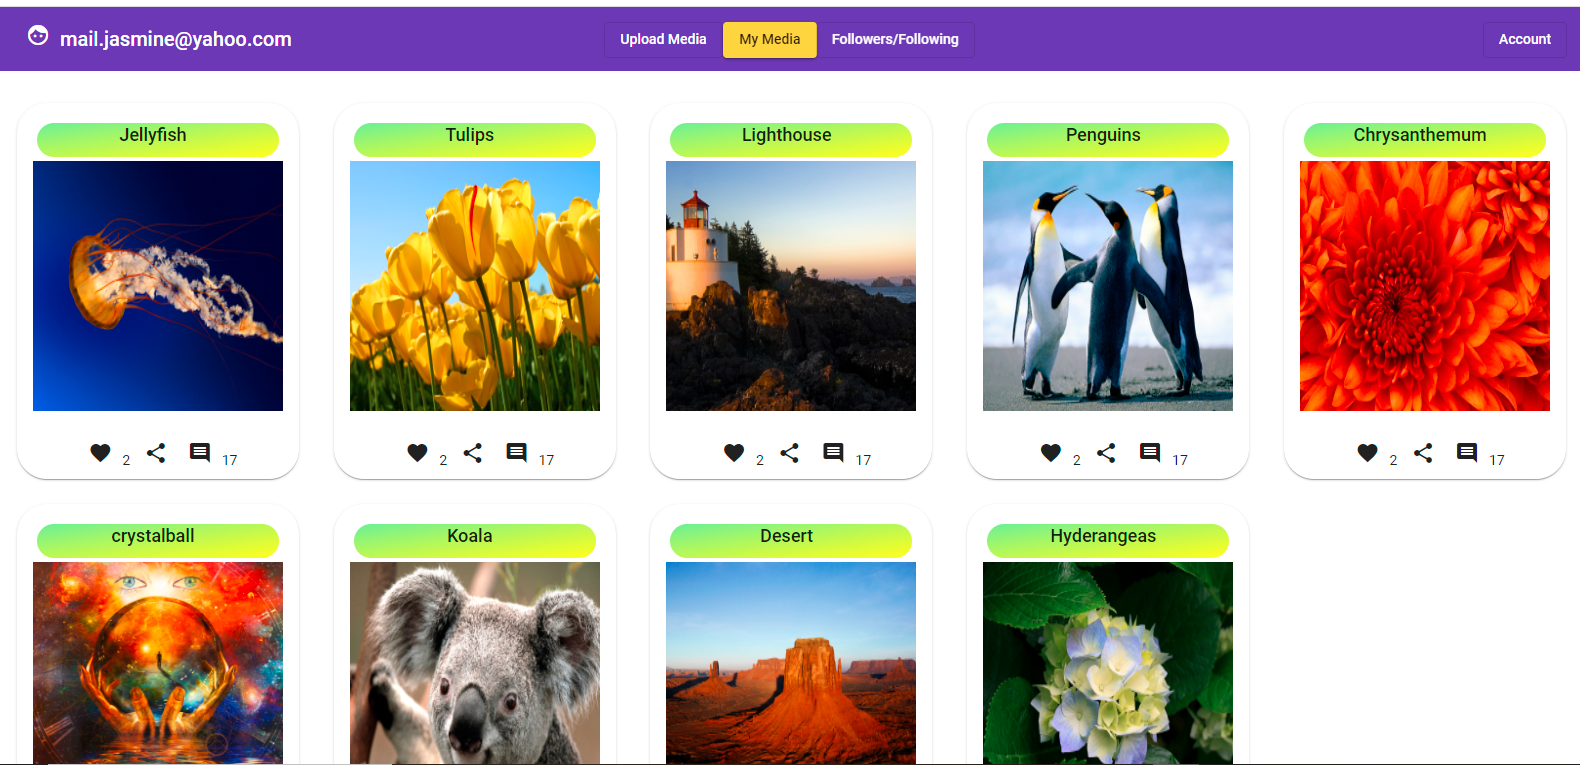 mail.jasmine@yahoo.com
Upload Media My Media Followers/Following
Account
Jellyfish Tulips Lighthouse Penguins Chrysanthemum
2 17 2 17 2 17 2 17 2 17
crystalball Koala Desert Hyderangeas